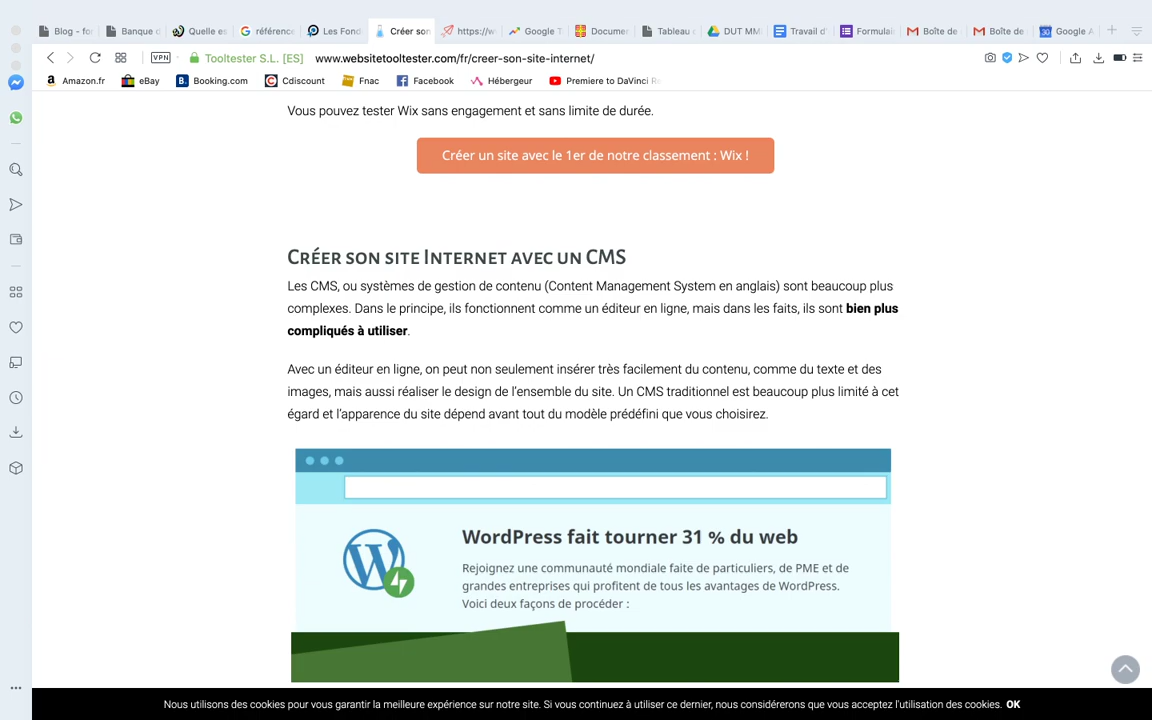 Blog - fo
Banque d
Quelle es
référence
Les Fond
Créer son
https://w
Google T
Documer
Tableau c
DUT MM
Travail d'
Formulai
Boîte de
Boîte de
Google A
VPN
Tooltester S.L. [ES]
www.websitetooltester.com/fr/creer-son-site-internet/
Amazon.fr
eBay
Booking.com
Cdiscount
Fnac
Facebook
Hébergeur
Premiere to DaVinci Re
Vous pouvez tester Wix sans engagement et sans limite de durée.
Créer un site avec le 1er de notre classement : Wix !
Créer son site Internet avec un CMS
Les CMS, ou systèmes de gestion de contenu (Content Management System en anglais) sont beaucoup plus
complexes. Dans le principe, ils fonctionnent comme un éditeur en ligne, mais dans les faits, ils sont bien plus
compliqués à utiliser.
Avec un éditeur en ligne, on peut non seulement insérer très facilement du contenu, comme du texte et des
images, mais aussi réaliser le design de l'ensemble du site. Un CMS traditionnel est beaucoup plus limité à cet
égard et l'apparence du site dépend avant tout du modèle prédéfini que vous choisirez.
WordPress fait tourner 31 % du web
Rejoignez une communauté mondiale faite de particuliers, de PME et de
grandes entreprises qui profitent de tous les avantages de WordPress.
Voici deux façons de procéder :
Nous utilisons des cookies pour vous garantir la meilleure expérience sur notre site. Si vous continuez à utiliser ce dernier, nous considérerons que vous acceptez l'utilisation des cookies. OK